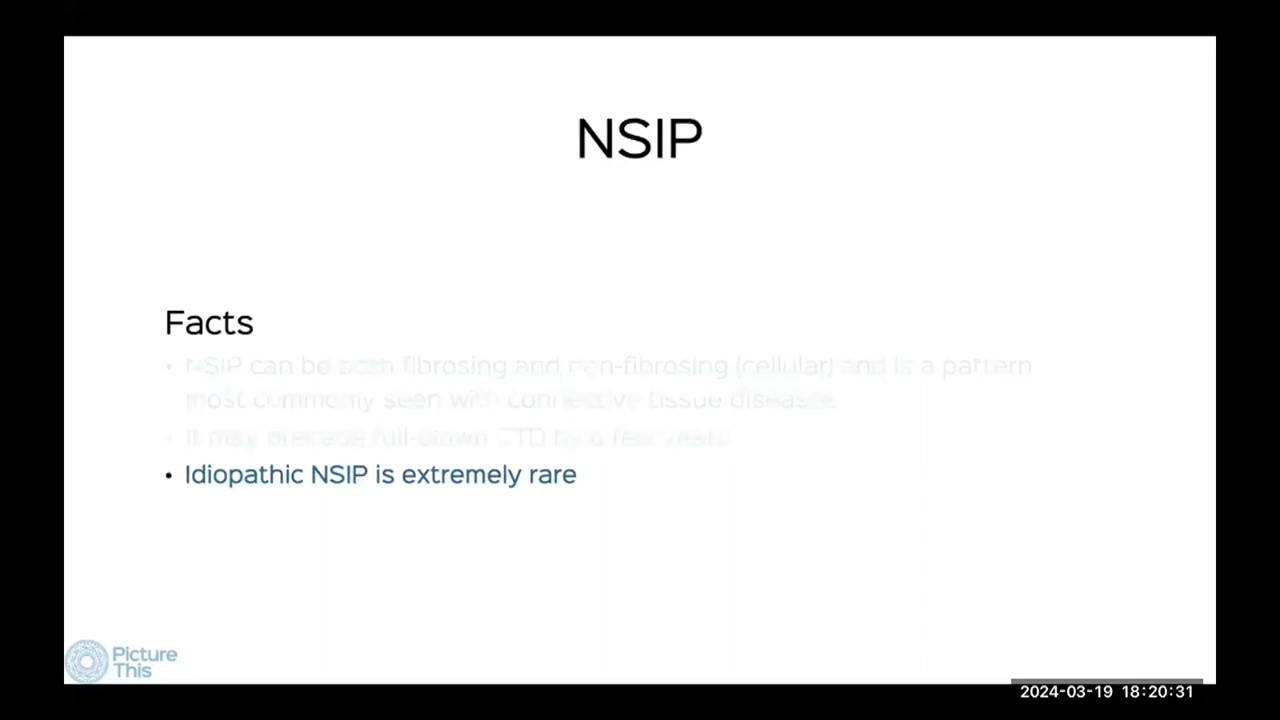 NSIP
Facts
• NSIP can be both fibrosing and non-fibrosing (cellular) and is a pattern
most commonly seen with connective tissue diseases
• It may precede full-blown CTD by a few years
• Idiopathic NSIP is extremely rare
Picture
This
2024-03-19 18:20:31